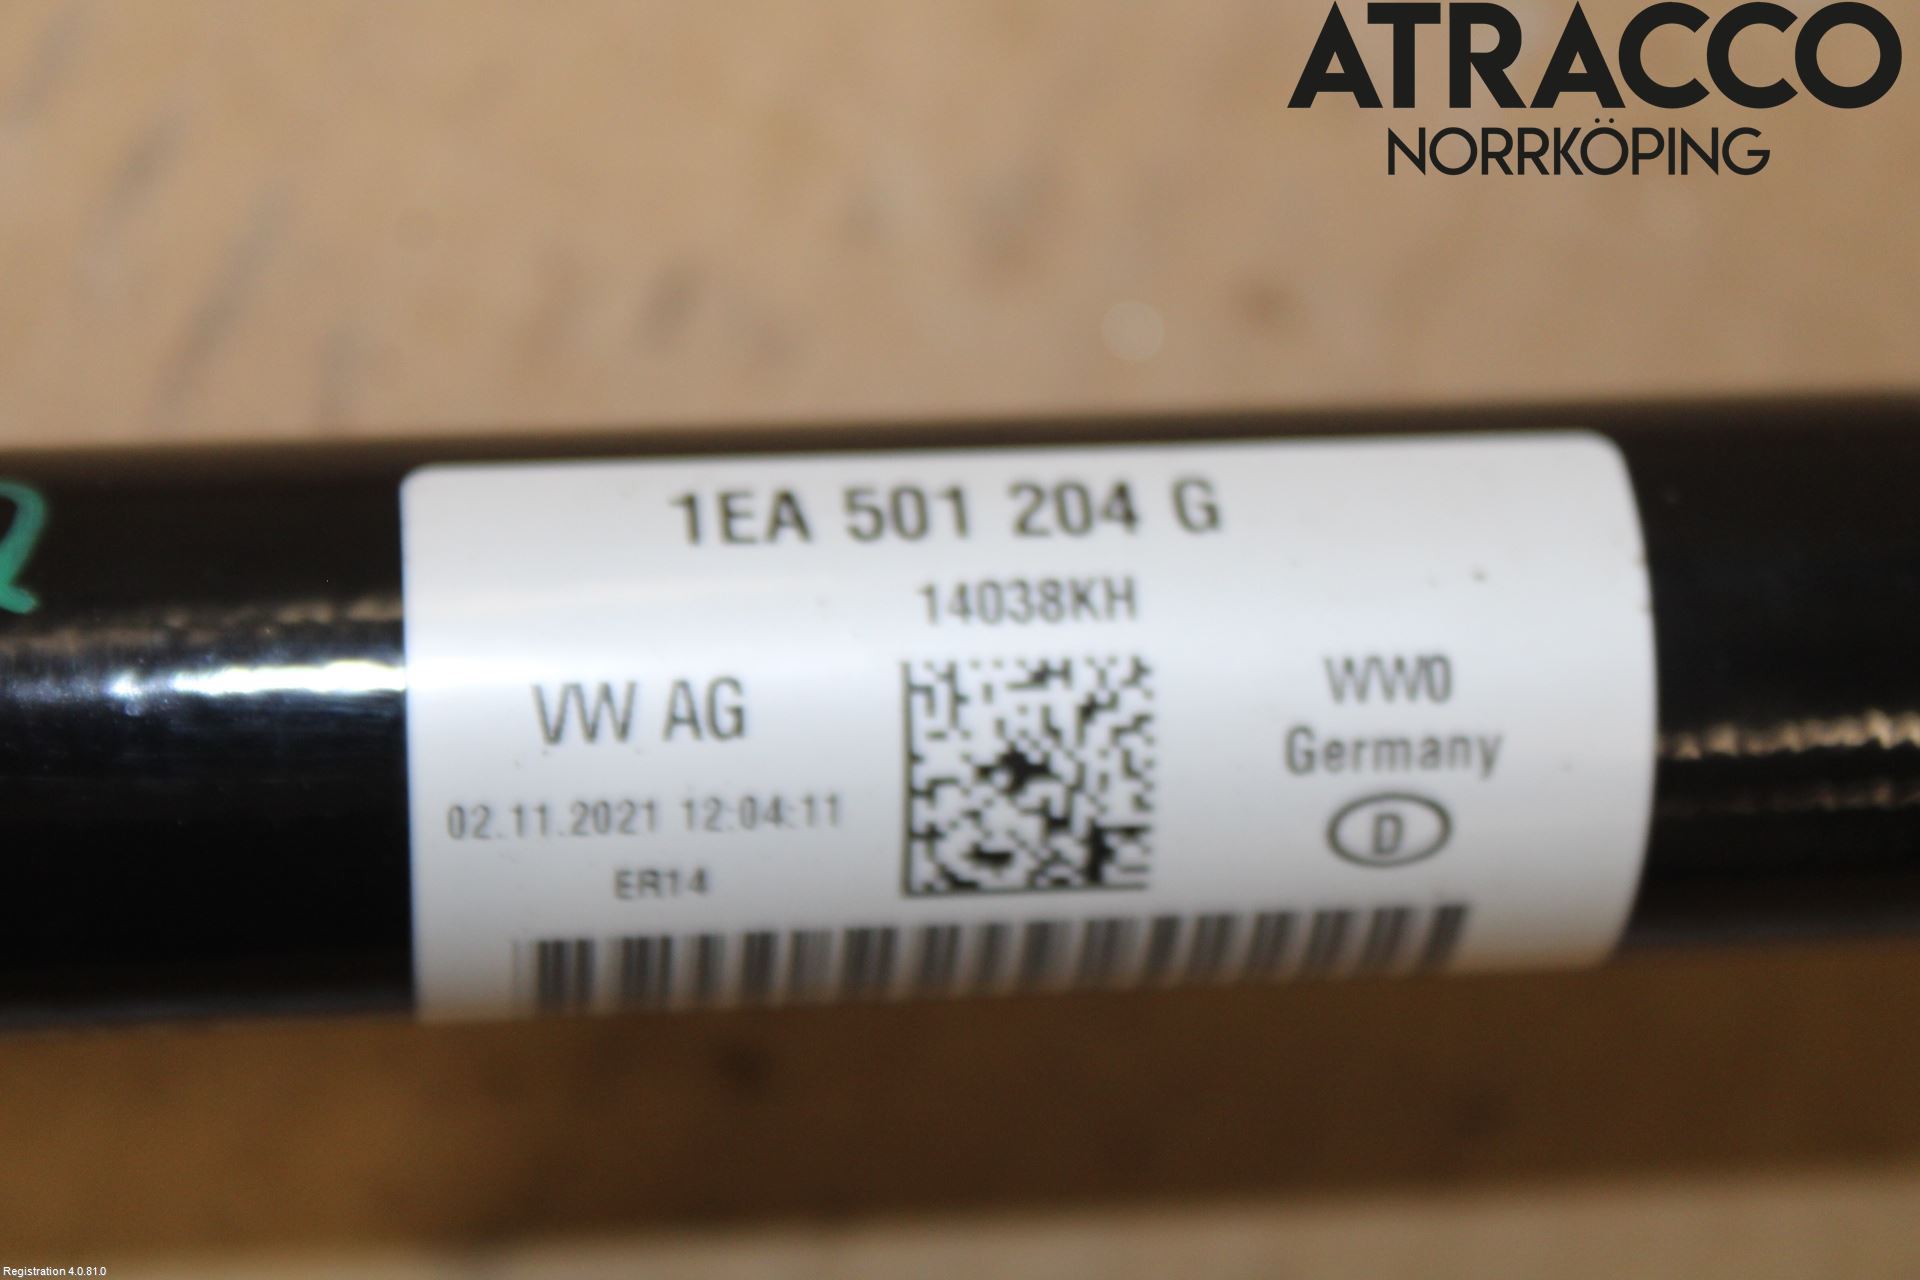 ATRACCO
NORRKÖPING
1EA 501 204 G
14038KH
VW AG
WW0
Germany
02.11.2021 12:04:11
D
ER14
Registration 4.0.81.0